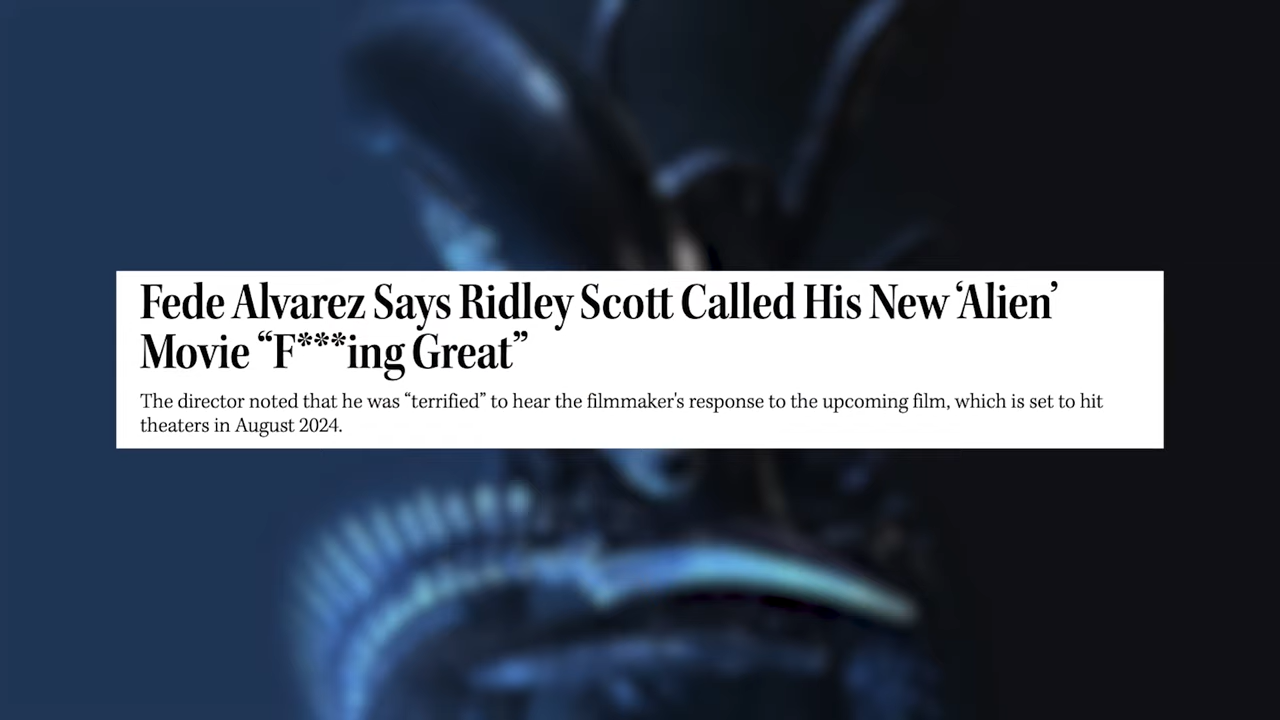 Fede Alvarez Says Ridley Scott Called His New ‘Alien’
Movie “F***ing Great”
The director noted that he was “terrified” to hear the filmmaker's response to the upcoming film, which is set to hit
theaters in August 2024.